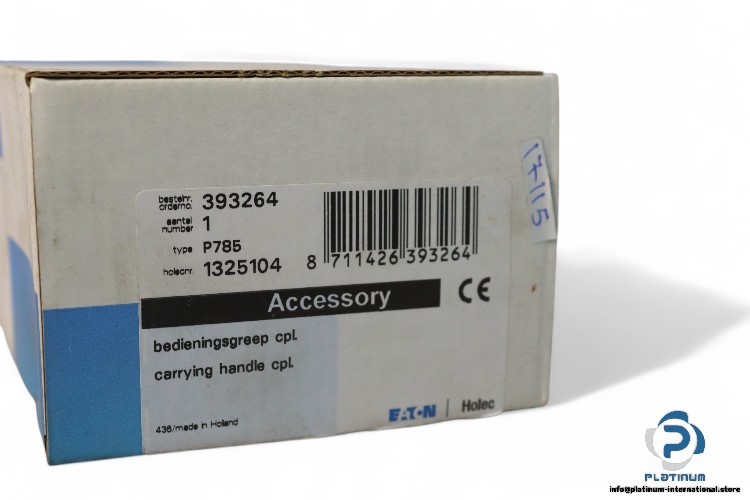 bestelnr. orderno. 393264
aantal number 1
type P785
holecnr. 1325104
8 711426 393264
Accessory
CE
bedieningsgreep cpl.
carrying handle cpl.
436/made in Holland
EATON | Holec
17115
PLATINUM
info@platinum-international.store